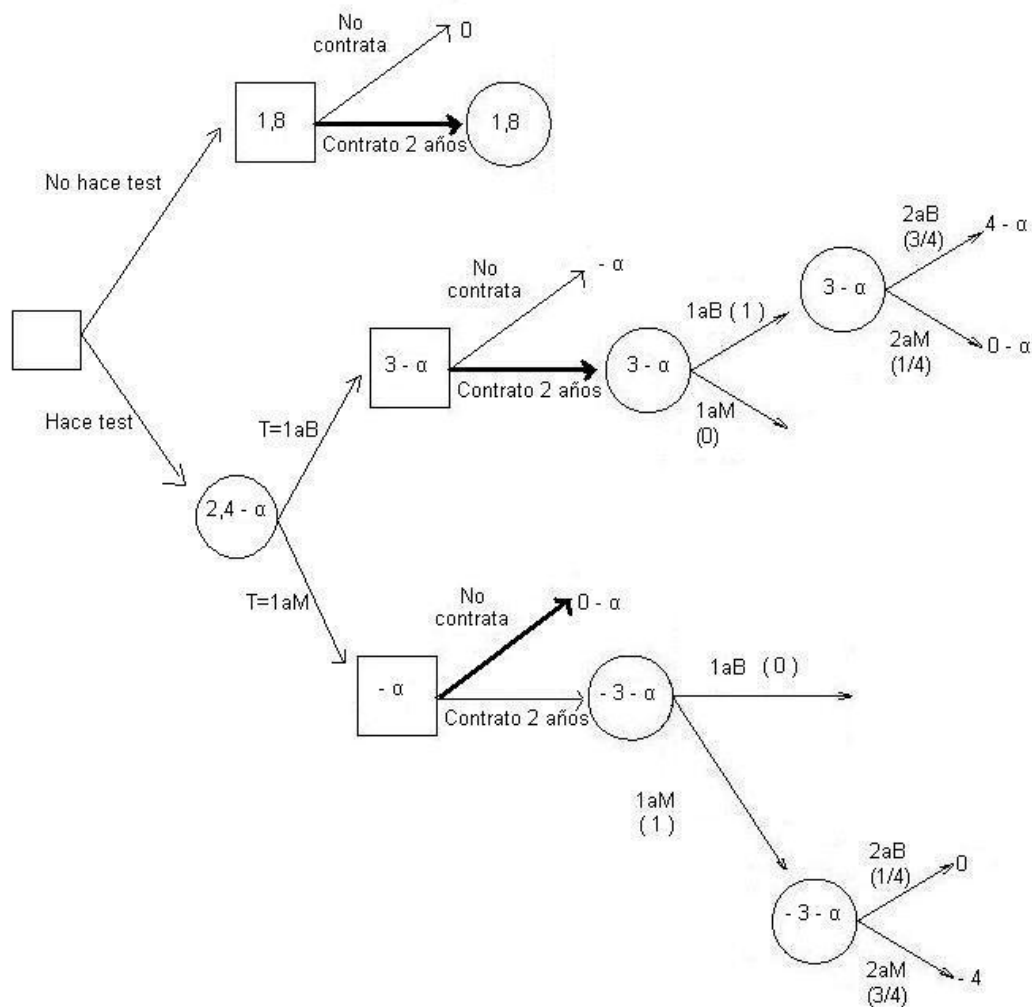 No
contrata
0
1,8
Contrato 2 años
1,8
No hace test
Hace test
2,4 - α
T=1aB
T=1aM
No
contrata
- α
3 - α
Contrato 2 años
3 - α
1aB ( 1 )
1aM
(0)
3 - α
2aB
(3/4)
4 - α
2aM
(1/4)
0 - α
No
contrata
0 - α
- α
Contrato 2 años
- 3 - α
1aB ( 0 )
1aM
( 1 )
- 3 - α
2aB
(1/4)
0
2aM
(3/4)
- 4